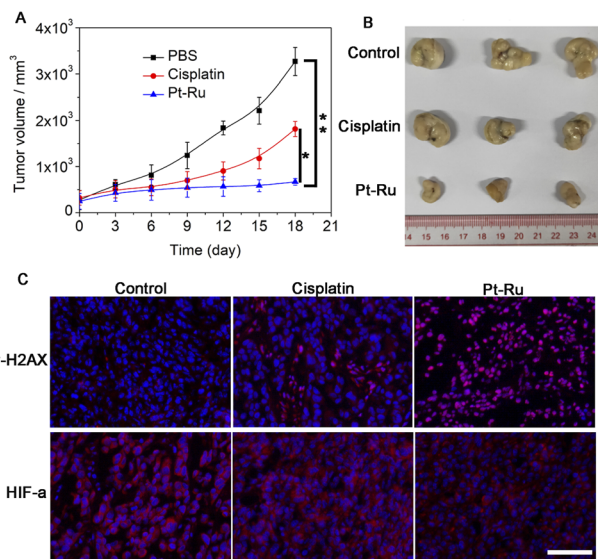 A
Tumor volume / mm³
4x10³
3x10³
2x10³
1x10³
0
PBS
Cisplatin
Pt-Ru
**
*
0 3 6 9 12 15 18 21
Time (day)
B
Control
Cisplatin
Pt-Ru
14 15 16 17 18 19 20 21 22 23 24
C
Control Cisplatin Pt-Ru
-H2AX
HIF-a